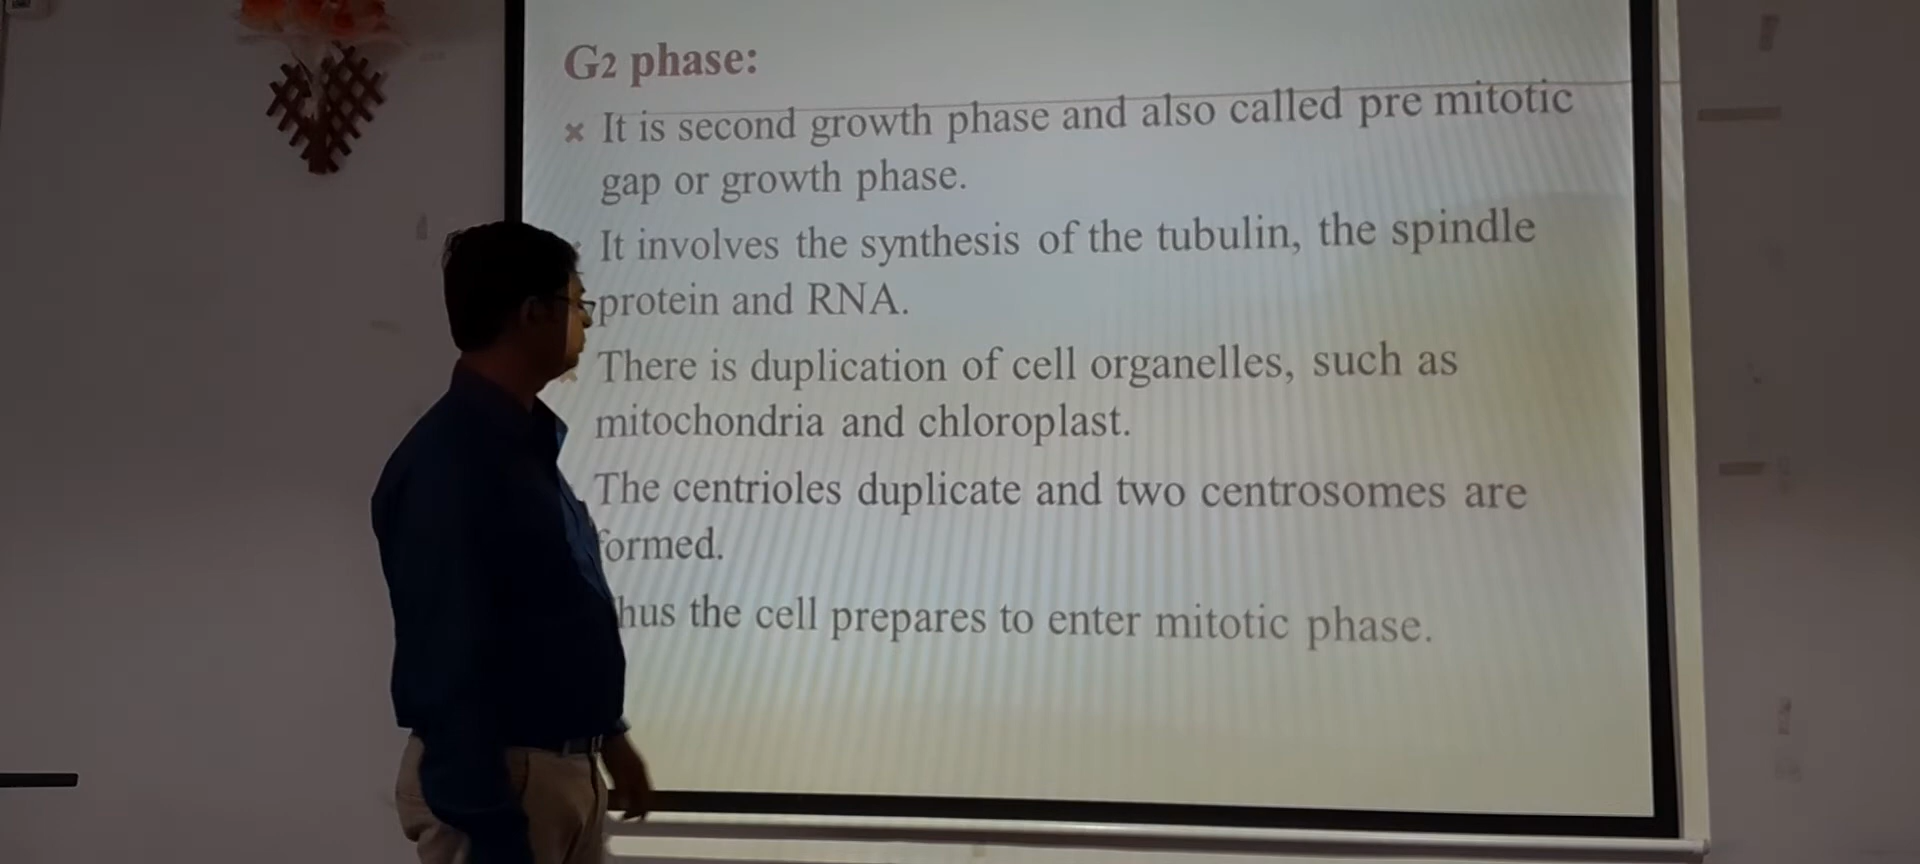 G2 phase:
× It is second growth phase and also called pre mitotic
gap or growth phase.
It involves the synthesis of the tubulin, the spindle
protein and RNA.
There is duplication of cell organelles, such as
mitochondria and chloroplast.
The centrioles duplicate and two centrosomes are
formed.
hus the cell prepares to enter mitotic phase.